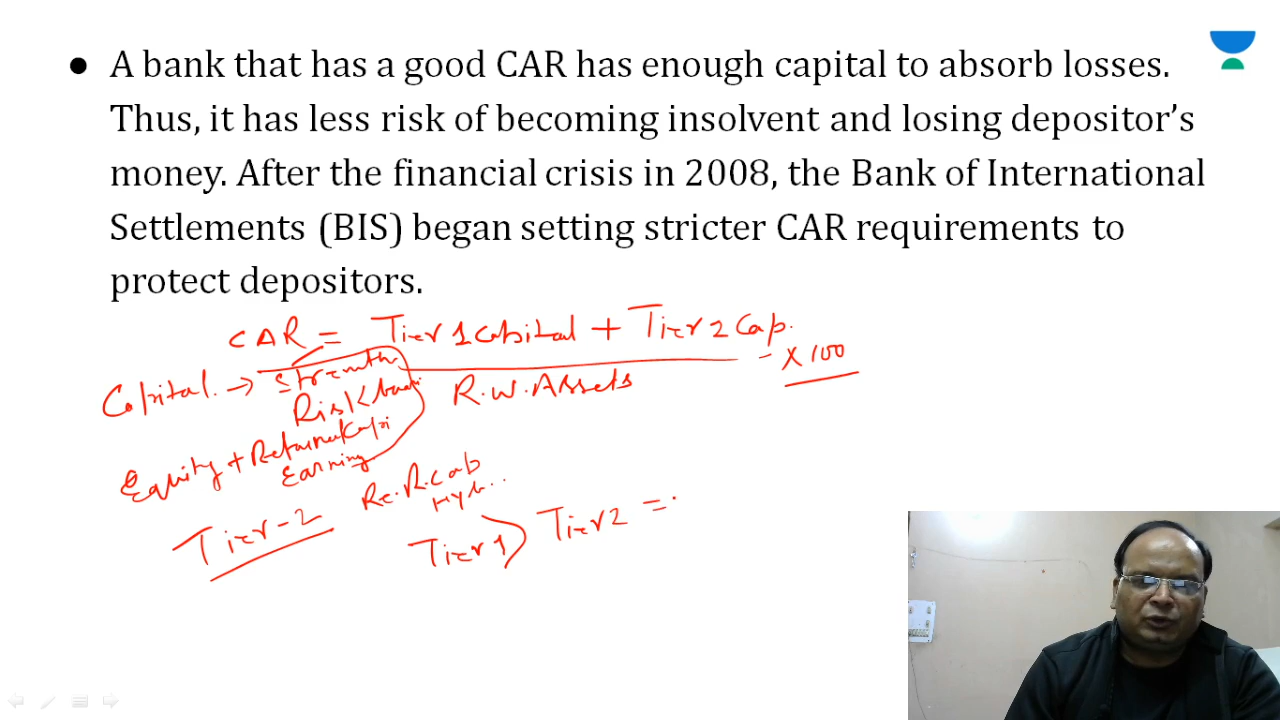 ● A bank that has a good CAR has enough capital to absorb losses.
Thus, it has less risk of becoming insolvent and losing depositor's
money. After the financial crisis in 2008, the Bank of International
Settlements (BIS) began setting stricter CAR requirements to
protect depositors.
CAR = Tier 1 Capital + Tier 2 Cap.
R.W.Assets
X 100
Capital. →
Risk
Equity +
Earning
Tier-2
Tier 1 ) Tier 2 =